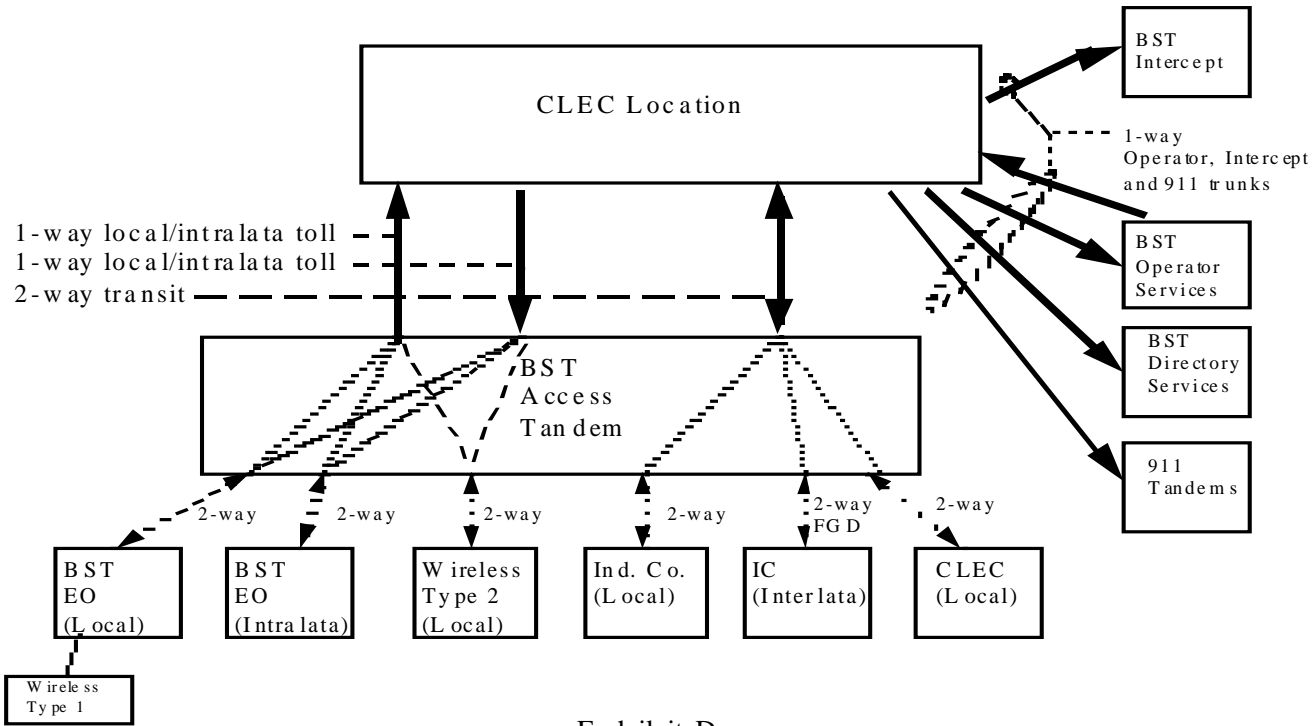 BST
Intercept
CLEC Location
1-way
Operator, Intercept
and 911 trunks
1-way local/intralata toll
1-way local/intralata toll
2-way transit
BST
Operator
Services
BST
Access
Tandem
BST
Directory
Services
911
Tandems
2-way
2-way
2-way
2-way
2-way
FGD
2-way
BST
EO
(Local)
BST
EO
(Intralata)
Wireless
Type 2
(Local)
Ind. Co.
(Local)
IC
(Interlata)
CLEC
(Local)
Wireless
Type 1
Exhibit D